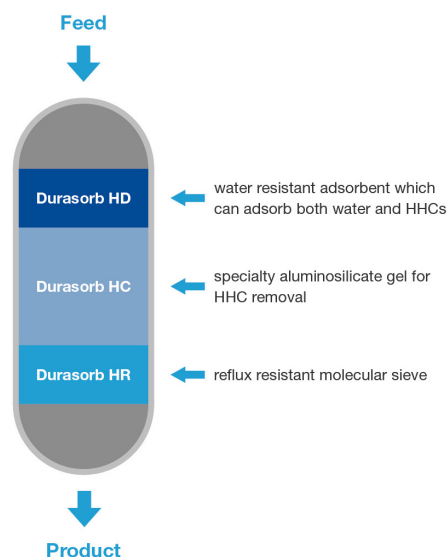 Feed
Durasorb HD
water resistant adsorbent which
can adsorb both water and HHCs
Durasorb HC
specialty aluminosilicate gel for
HHC removal
Durasorb HR
reflux resistant molecular sieve
Product